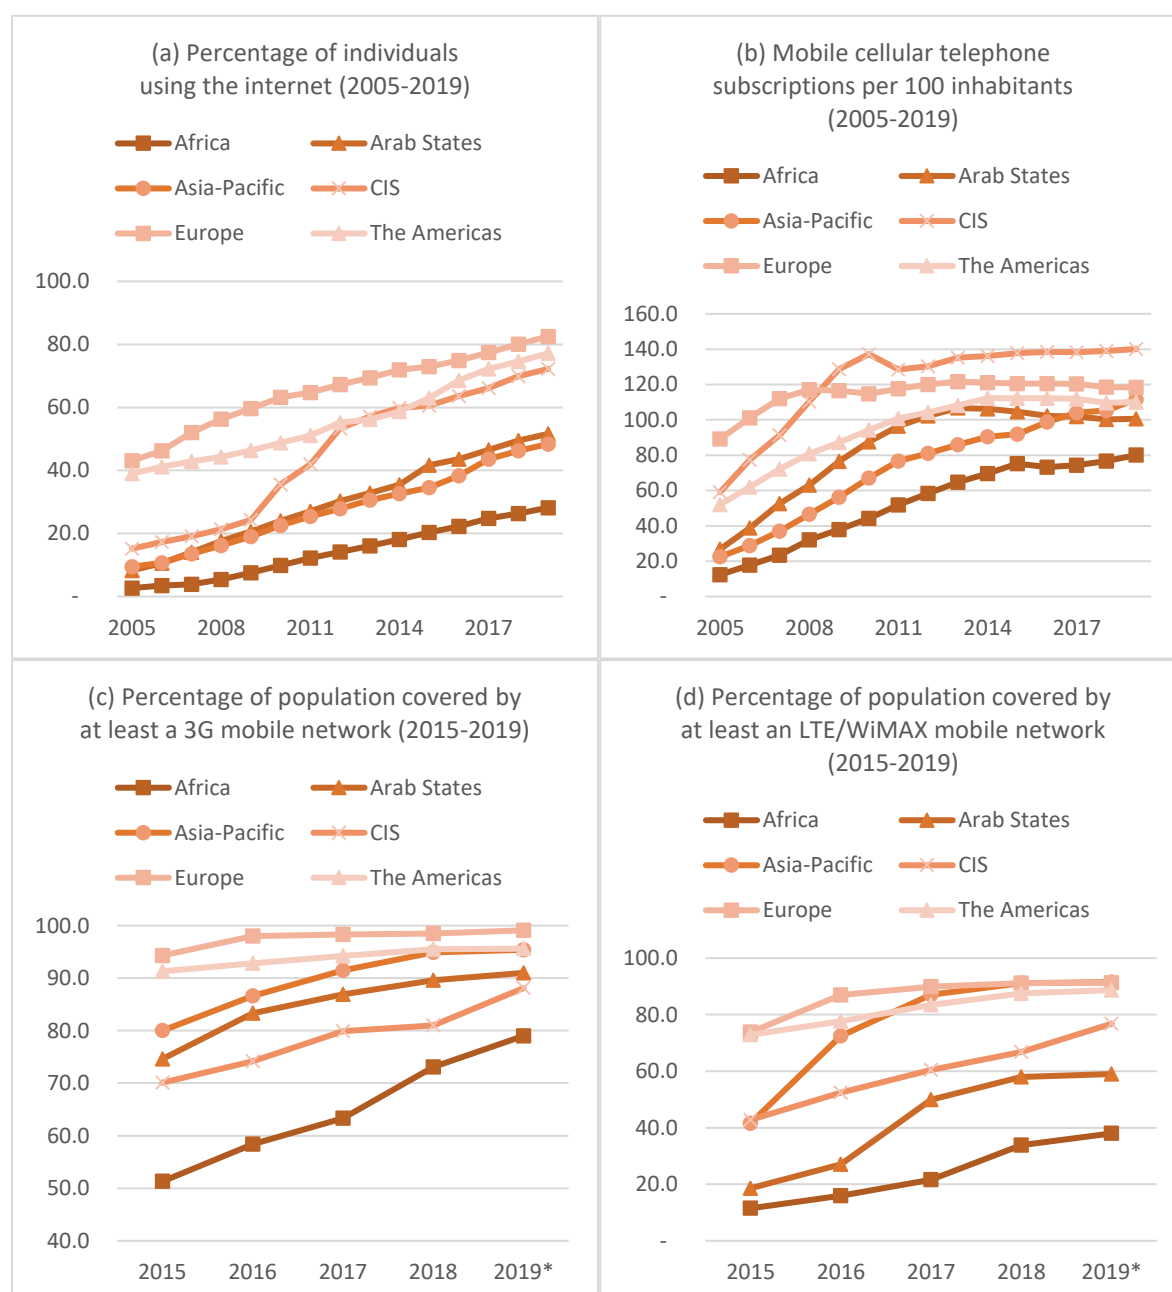 (a) Percentage of individuals
using the internet (2005-2019)
Africa
Arab States
Asia-Pacific
CIS
Europe
The Americas
100.0
80.0
60.0
40.0
20.0
-
2005
2008
2011
2014
2017
(b) Mobile cellular telephone
subscriptions per 100 inhabitants
(2005-2019)
Africa
Arab States
Asia-Pacific
CIS
Europe
The Americas
160.0
140.0
120.0
100.0
80.0
60.0
40.0
20.0
-
2005
2008
2011
2014
2017
(c) Percentage of population covered by
at least a 3G mobile network (2015-2019)
Africa
Arab States
Asia-Pacific
CIS
Europe
The Americas
100.0
90.0
80.0
70.0
60.0
50.0
40.0
2015
2016
2017
2018
2019*
(d) Percentage of population covered by
at least an LTE/WiMAX mobile network
(2015-2019)
Africa
Arab States
Asia-Pacific
CIS
Europe
The Americas
100.0
80.0
60.0
40.0
20.0
-
2015
2016
2017
2018
2019*